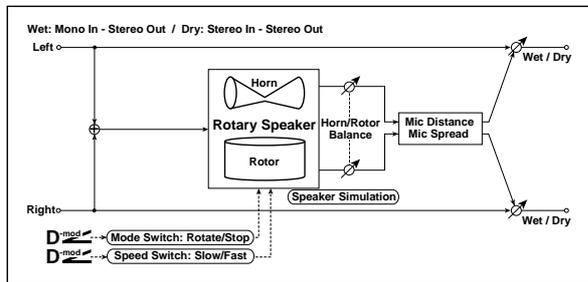 Wet: Mono In - Stereo Out / Dry: Stereo In - Stereo Out
Left
Wet / Dry
Horn
Rotary Speaker
Rotor
Horn/Rotor
Balance
Mic Distance
Mic Spread
Speaker Simulation
Right
Wet / Dry
D-mod
Mode Switch: Rotate/Stop
D-mod
Speed Switch: Slow/Fast